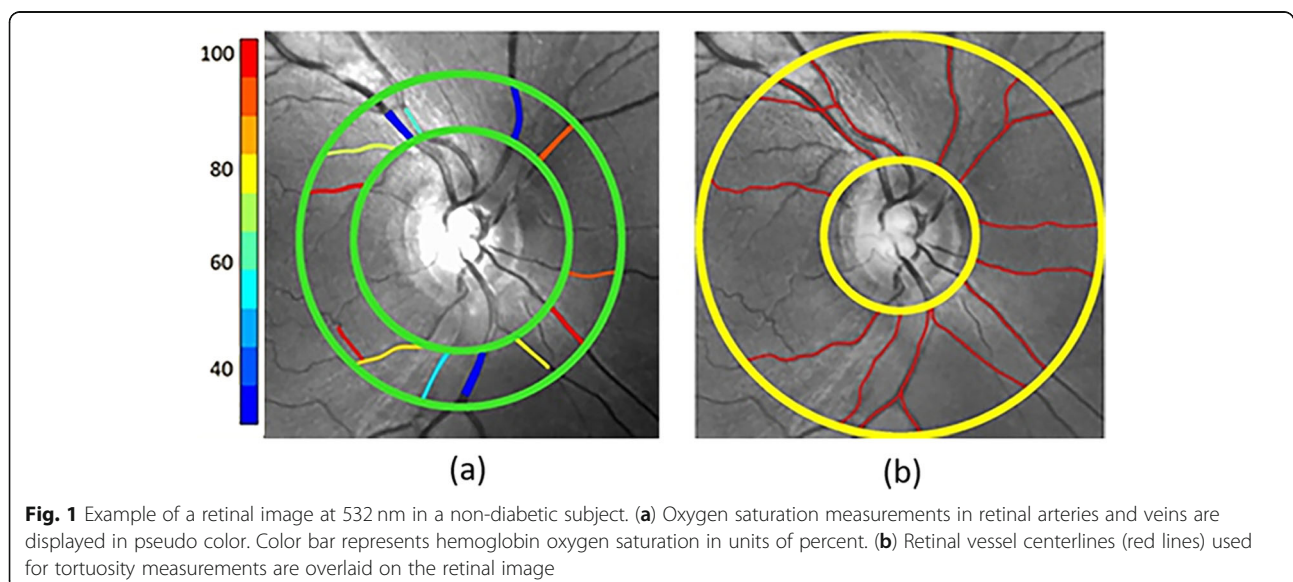 100
80
60
40
(a)
(b)
Fig. 1 Example of a retinal image at 532 nm in a non-diabetic subject. (a) Oxygen saturation measurements in retinal arteries and veins are
displayed in pseudo color. Color bar represents hemoglobin oxygen saturation in units of percent. (b) Retinal vessel centerlines (red lines) used
for tortuosity measurements are overlaid on the retinal image